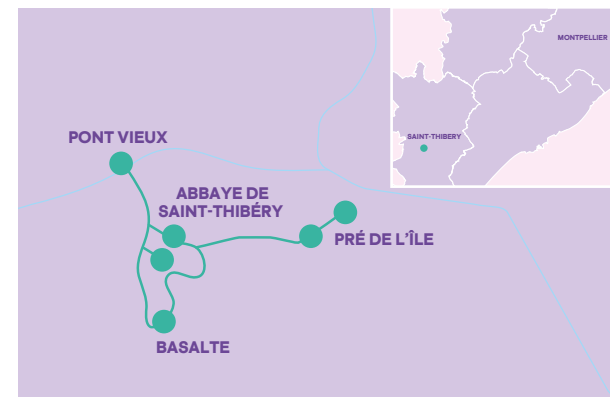 MONTPELLIER
SAINT-THIBERY
PONT VIEUX
ABBAYE DE
SAINT-THIBÉRY
PRÉ DE L’ÎLE
BASALTE